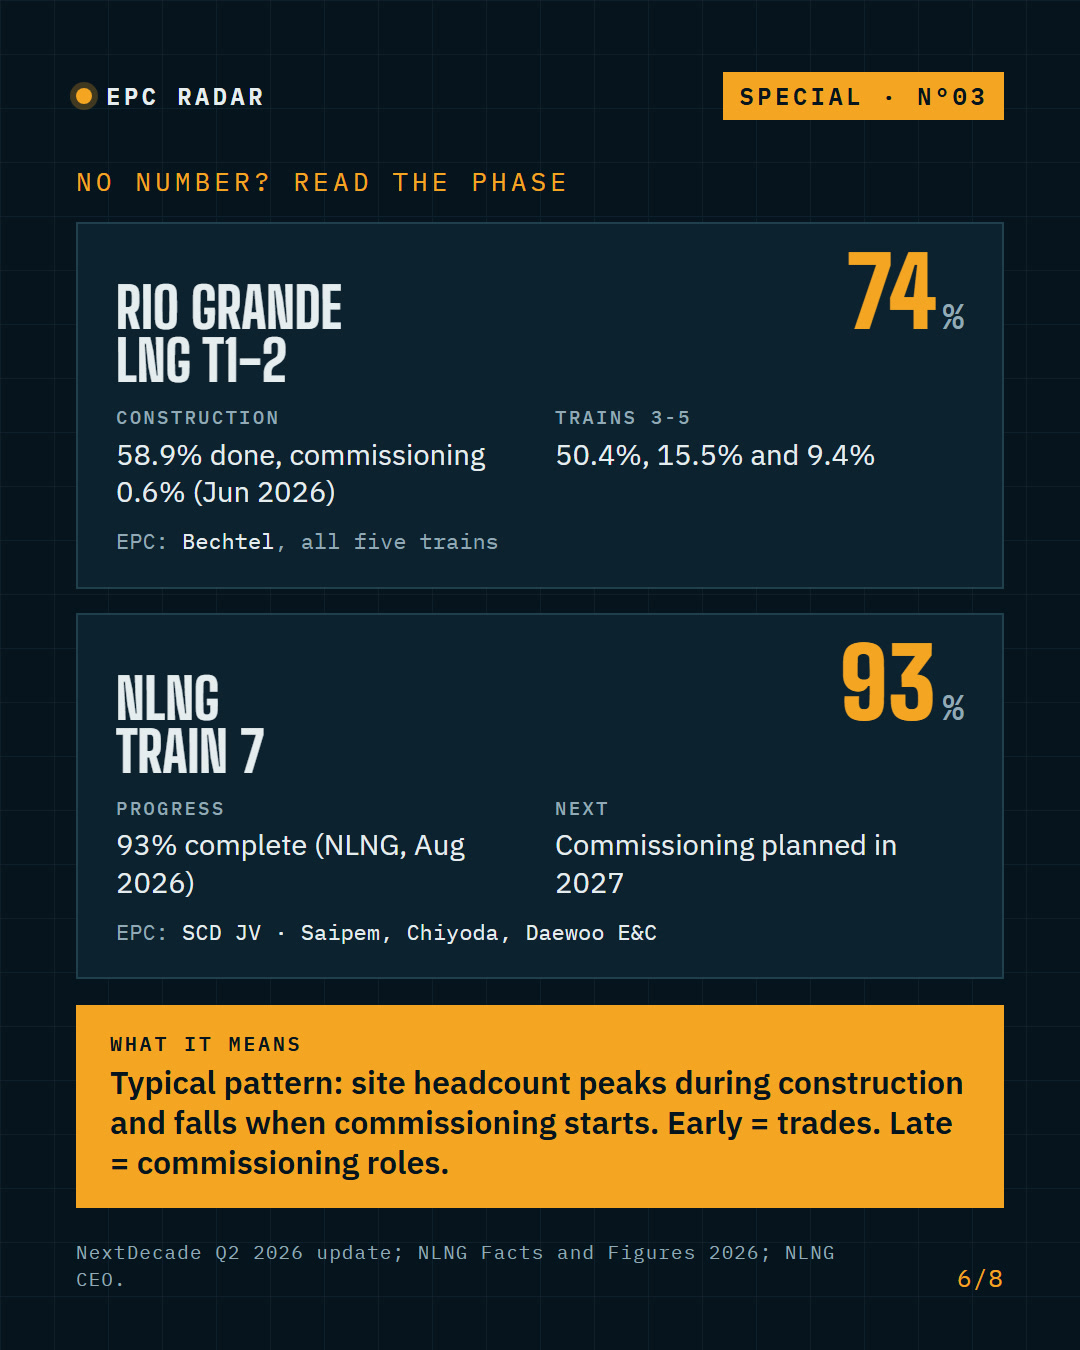 EPC RADAR
SPECIAL · N°03
NO NUMBER? READ THE PHASE
RIO GRANDE
LNG T1–2
74%
CONSTRUCTION
58.9% done, commissioning
0.6% (Jun 2026)
TRAINS 3-5
50.4%, 15.5% and 9.4%
EPC: Bechtel, all five trains
NLNG
TRAIN 7
93%
PROGRESS
93% complete (NLNG, Aug
2026)
NEXT
Commissioning planned in
2027
EPC: SCD JV · Saipem, Chiyoda, Daewoo E&C
WHAT IT MEANS
Typical pattern: site headcount peaks during construction
and falls when commissioning starts. Early = trades. Late
= commissioning roles.
NextDecade Q2 2026 update; NLNG Facts and Figures 2026; NLNG
CEO.
6/8